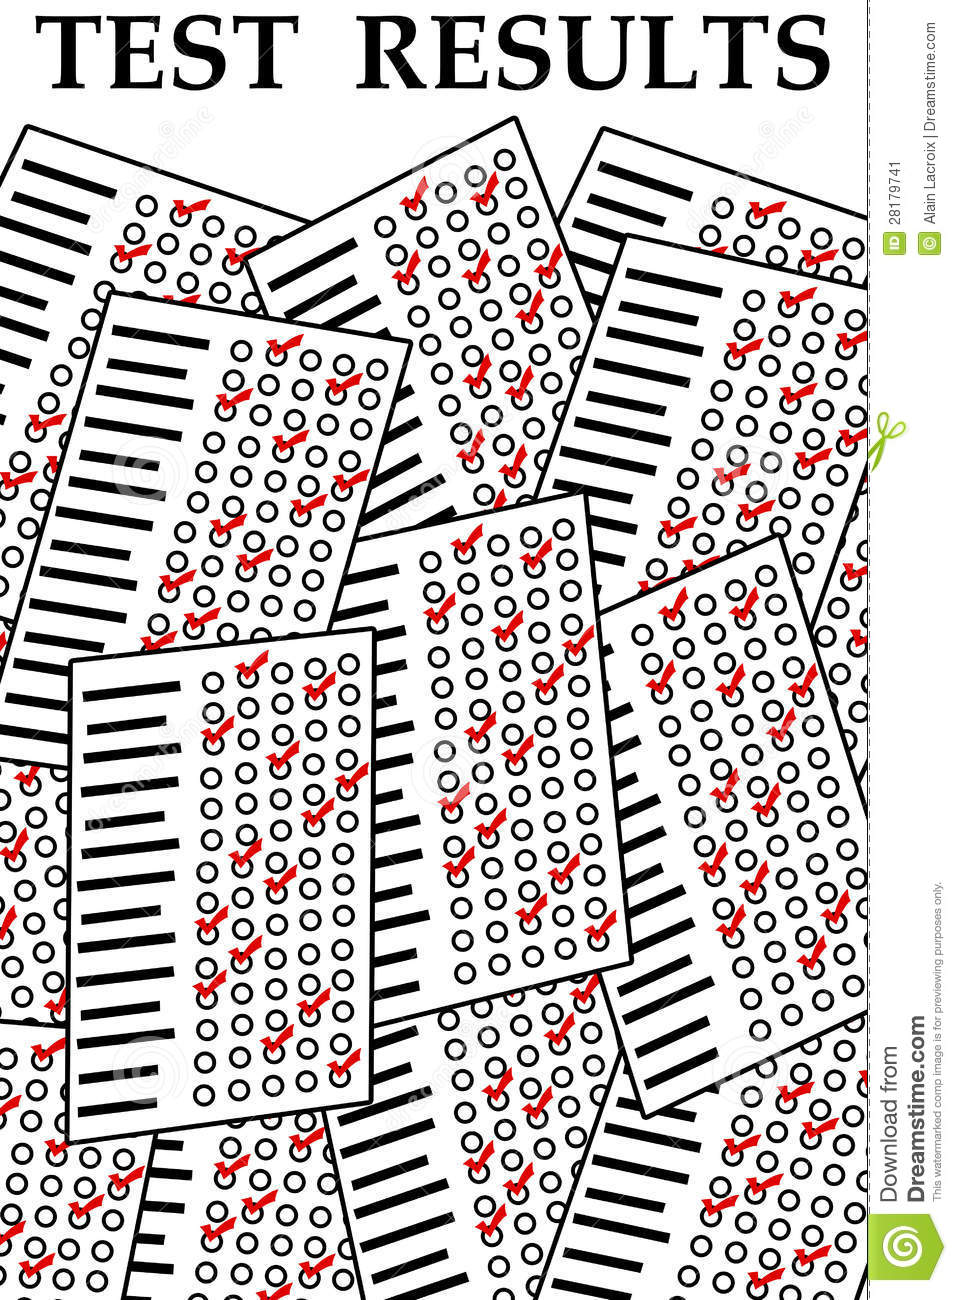 TEST RESULTS
ID 28179741
© Alain Lacroix | Dreamstime.com
Download from
Dreamstime.com
This watermarked comp image is for previewing purposes only.